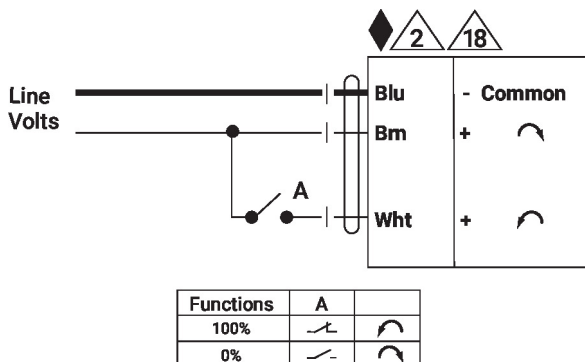 2 18
Line
Volts
Blu - Common
Brn +
A
Wht +
Functions A
100%
0%